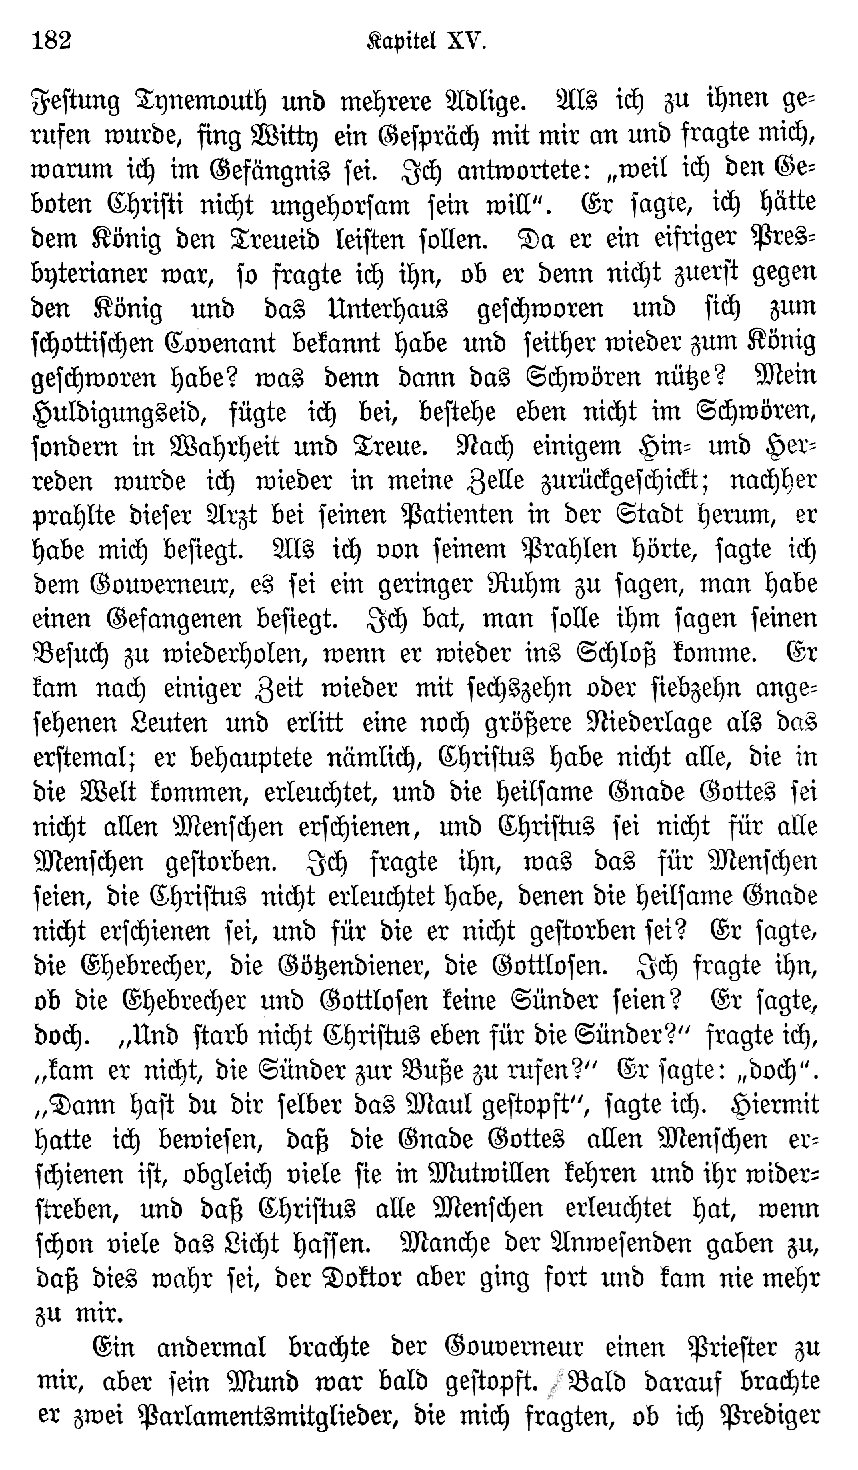 182 Kapitel XV.
Festung Tynemouth und mehrere Adlige. Als ich zu ihnen ge-
rufen wurde, fing Witty ein Gespräch mit mir an und fragte mich,
warum ich im Gefängnis sei. Ich antwortete: „weil ich den Ge-
boten Christi nicht ungehorsam sein will“. Er sagte, ich hätte
dem König den Treueid leisten sollen. Da er ein eifriger Pres-
byterianer war, so fragte ich ihn, ob er denn nicht zuerst gegen
den König und das Unterhaus geschworen und sich zum
schottischen Covenant bekannt habe und seither wieder zum König
geschworen habe? was denn dann das Schwören nütze? Mein
Huldigungseid, fügte ich bei, bestehe eben nicht im Schwören,
sondern in Wahrheit und Treue. Nach einigem Hin- und Her-
reden wurde ich wieder in meine Zelle zurückgeschickt; nachher
prahlte dieser Arzt bei seinen Patienten in der Stadt herum, er
habe mich besiegt. Als ich von seinem Prahlen hörte, sagte ich
dem Gouverneur, es sei ein geringer Ruhm zu sagen, man habe
einen Gefangenen besiegt. Ich bat, man solle ihm sagen seinen
Besuch zu wiederholen, wenn er wieder ins Schloß komme. Er
kam nach einiger Zeit wieder mit sechszehn oder siebzehn ange-
sehenen Leuten und erlitt eine noch größere Niederlage als das
erstemal; er behauptete nämlich, Christus habe nicht alle, die in
die Welt kommen, erleuchtet, und die heilsame Gnade Gottes sei
nicht allen Menschen erschienen, und Christus sei nicht für alle
Menschen gestorben. Ich fragte ihn, was das für Menschen
seien, die Christus nicht erleuchtet habe, denen die heilsame Gnade
nicht erschienen sei, und für die er nicht gestorben sei? Er sagte,
die Ehebrecher, die Götzendiener, die Gottlosen. Ich fragte ihn,
ob die Ehebrecher und Gottlosen keine Sünder seien? Er sagte,
doch. „Und starb nicht Christus eben für die Sünder?“ fragte ich,
„kam er nicht, die Sünder zur Buße zu rufen?“ Er sagte: „doch“.
„Dann hast du dir selber das Maul gestopft“, sagte ich. Hiermit
hatte ich bewiesen, daß die Gnade Gottes allen Menschen er-
schienen ist, obgleich viele sie in Mutwillen kehren und ihr wider-
streben, und daß Christus alle Menschen erleuchtet hat, wenn
schon viele das Licht hassen. Manche der Anwesenden gaben zu,
daß dies wahr sei, der Doktor aber ging fort und kam nie mehr
zu mir.
Ein andermal brachte der Gouverneur einen Priester zu
mir, aber sein Mund war bald gestopft. Bald darauf brachte
er zwei Parlamentsmitglieder, die mich fragten, ob ich Prediger